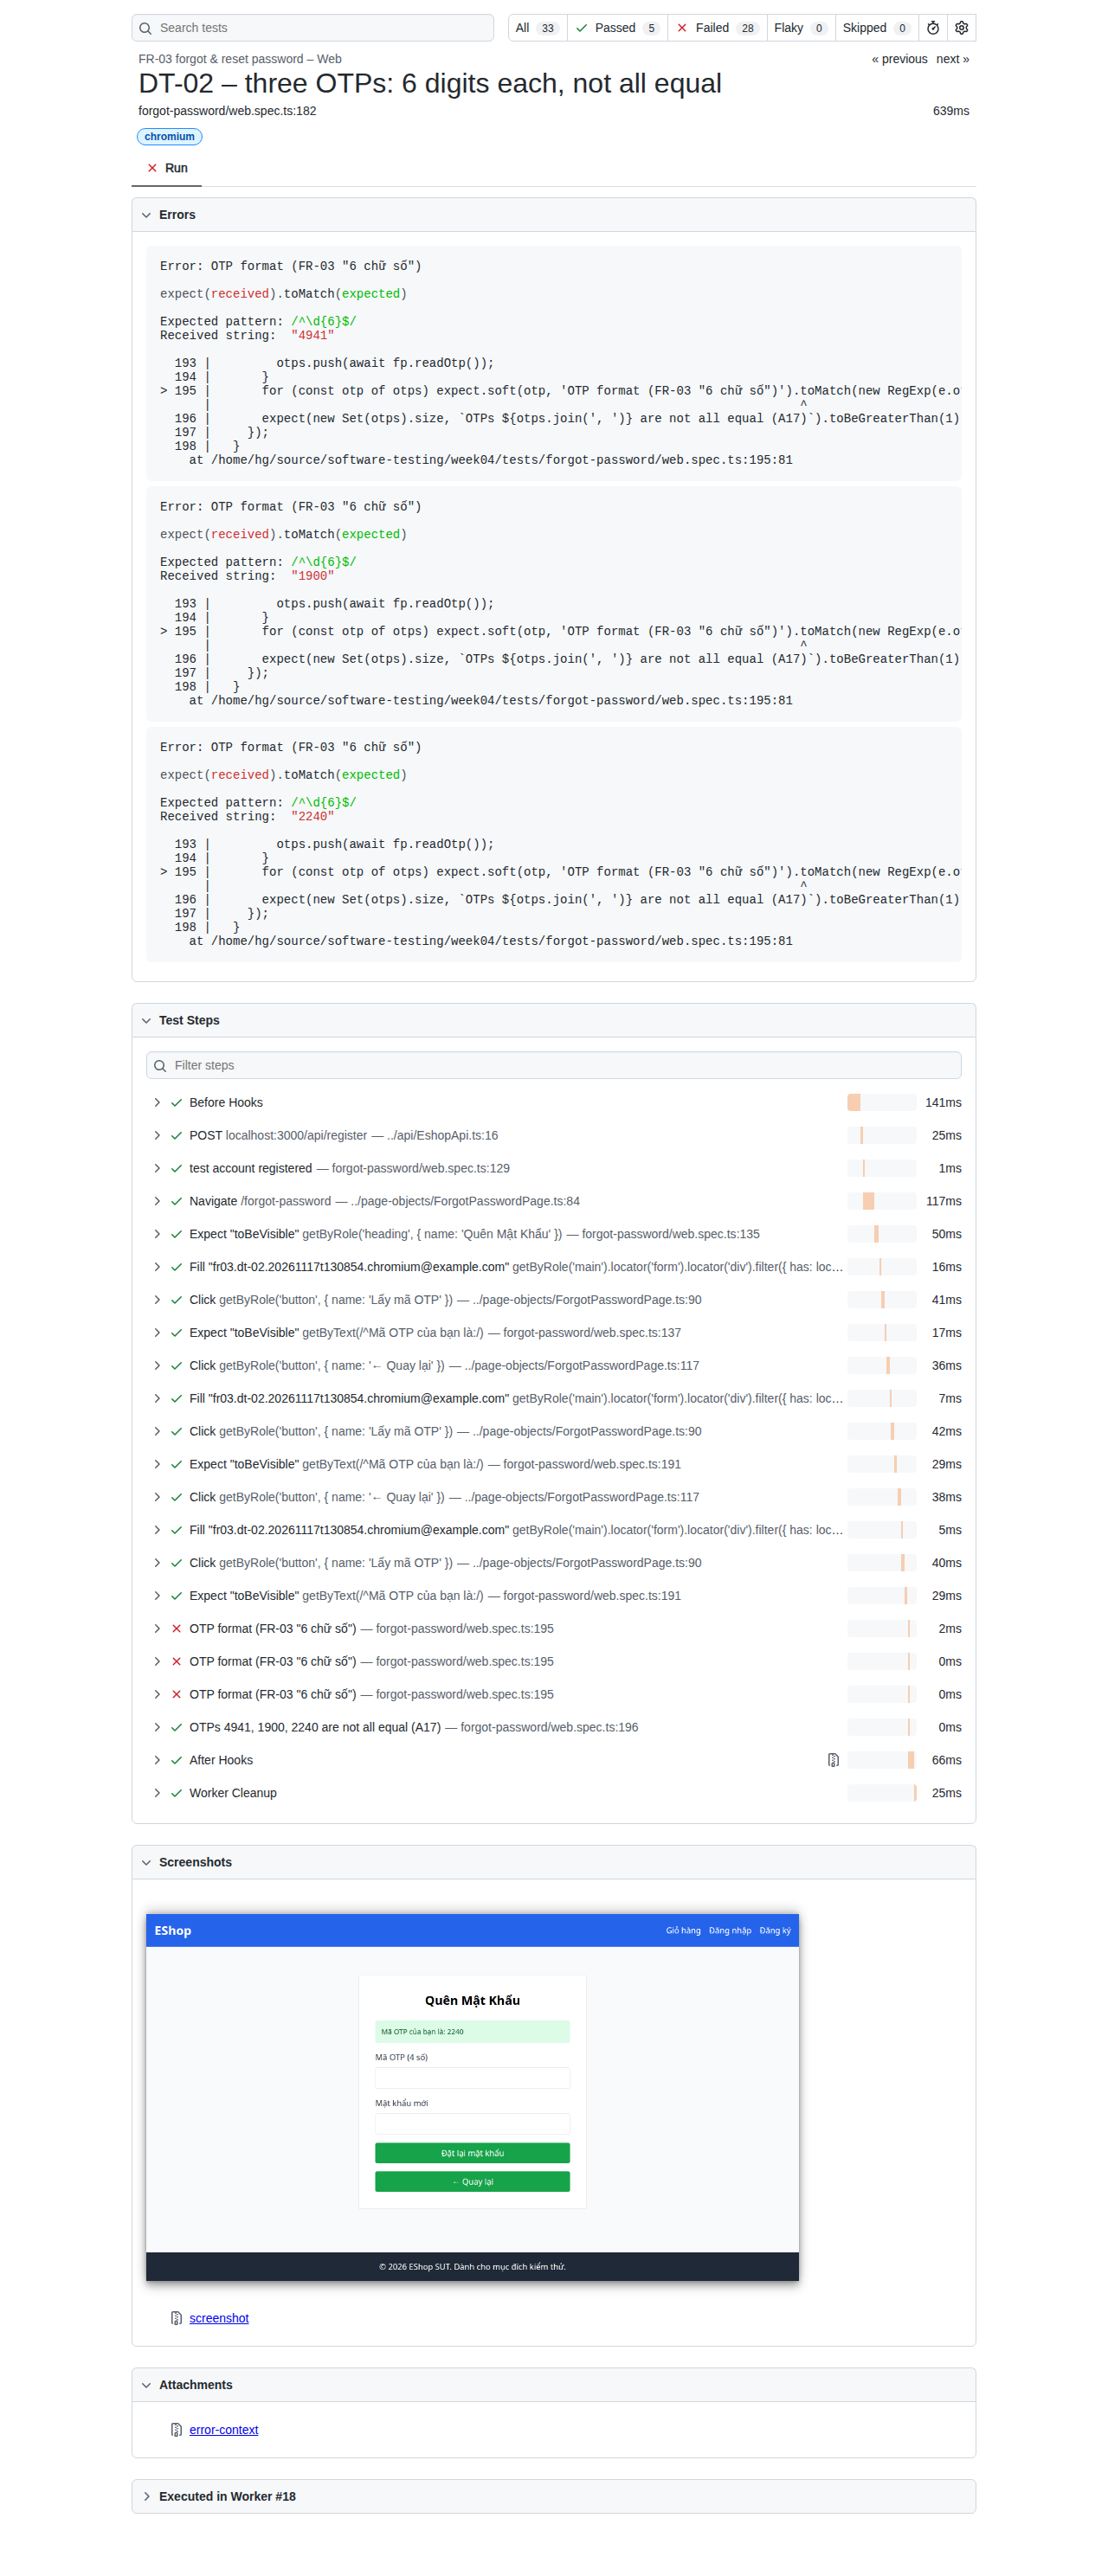 Search tests
All 33 Passed 5 Failed 28 Flaky 0 Skipped 0
FR-03 forgot & reset password – Web
« previous next »
DT-02 – three OTPs: 6 digits each, not all equal
forgot-password/web.spec.ts:182
639ms
chromium
Run
Errors
Error: OTP format (FR-03 "6 chữ số")
expect(received).toMatch(expected)
Expected pattern: /^\d{6}$/
Received string:  "4941"
193 |         otps.push(await fp.readOtp());
194 |       }
> 195 |       for (const otp of otps) expect.soft(otp, 'OTP format (FR-03 "6 chữ số")').toMatch(new RegExp(e.o
|                                                                                 ^
196 |       expect(new Set(otps).size, `OTPs ${otps.join(', ')} are not all equal (A17)`).toBeGreaterThan(1)
197 |     });
198 |   }
at /home/hg/source/software-testing/week04/tests/forgot-password/web.spec.ts:195:81
Error: OTP format (FR-03 "6 chữ số")
expect(received).toMatch(expected)
Expected pattern: /^\d{6}$/
Received string:  "1900"
193 |         otps.push(await fp.readOtp());
194 |       }
> 195 |       for (const otp of otps) expect.soft(otp, 'OTP format (FR-03 "6 chữ số")').toMatch(new RegExp(e.o
|                                                                                 ^
196 |       expect(new Set(otps).size, `OTPs ${otps.join(', ')} are not all equal (A17)`).toBeGreaterThan(1)
197 |     });
198 |   }
at /home/hg/source/software-testing/week04/tests/forgot-password/web.spec.ts:195:81
Error: OTP format (FR-03 "6 chữ số")
expect(received).toMatch(expected)
Expected pattern: /^\d{6}$/
Received string:  "2240"
193 |         otps.push(await fp.readOtp());
194 |       }
> 195 |       for (const otp of otps) expect.soft(otp, 'OTP format (FR-03 "6 chữ số")').toMatch(new RegExp(e.o
|                                                                                 ^
196 |       expect(new Set(otps).size, `OTPs ${otps.join(', ')} are not all equal (A17)`).toBeGreaterThan(1)
197 |     });
198 |   }
at /home/hg/source/software-testing/week04/tests/forgot-password/web.spec.ts:195:81
Test Steps
Filter steps
Before Hooks 141ms
POST localhost:3000/api/register — ../api/EshopApi.ts:16 25ms
test account registered — forgot-password/web.spec.ts:129 1ms
Navigate /forgot-password — ../page-objects/ForgotPasswordPage.ts:84 117ms
Expect "toBeVisible" getByRole('heading', { name: 'Quên Mật Khẩu' }) — forgot-password/web.spec.ts:135 50ms
Fill "fr03.dt-02.20261117t130854.chromium@example.com" getByRole('main').locator('form').locator('div').filter({ has: loc... 16ms
Click getByRole('button', { name: 'Lấy mã OTP' }) — ../page-objects/ForgotPasswordPage.ts:90 41ms
Expect "toBeVisible" getByText(/^Mã OTP của bạn là:/) — forgot-password/web.spec.ts:137 17ms
Click getByRole('button', { name: '← Quay lại' }) — ../page-objects/ForgotPasswordPage.ts:117 36ms
Fill "fr03.dt-02.20261117t130854.chromium@example.com" getByRole('main').locator('form').locator('div').filter({ has: loc... 7ms
Click getByRole('button', { name: 'Lấy mã OTP' }) — ../page-objects/ForgotPasswordPage.ts:90 42ms
Expect "toBeVisible" getByText(/^Mã OTP của bạn là:/) — forgot-password/web.spec.ts:191 29ms
Click getByRole('button', { name: '← Quay lại' }) — ../page-objects/ForgotPasswordPage.ts:117 38ms
Fill "fr03.dt-02.20261117t130854.chromium@example.com" getByRole('main').locator('form').locator('div').filter({ has: loc... 5ms
Click getByRole('button', { name: 'Lấy mã OTP' }) — ../page-objects/ForgotPasswordPage.ts:90 40ms
Expect "toBeVisible" getByText(/^Mã OTP của bạn là:/) — forgot-password/web.spec.ts:191 29ms
OTP format (FR-03 "6 chữ số") — forgot-password/web.spec.ts:195 2ms
OTP format (FR-03 "6 chữ số") — forgot-password/web.spec.ts:195 0ms
OTP format (FR-03 "6 chữ số") — forgot-password/web.spec.ts:195 0ms
OTPs 4941, 1900, 2240 are not all equal (A17) — forgot-password/web.spec.ts:196 0ms
After Hooks 66ms
Worker Cleanup 25ms
Screenshots
EShop
Giỏ hàng Đăng nhập Đăng ký
Quên Mật Khẩu
Mã OTP của bạn là: 2240
Mã OTP (4 số)
Mật khẩu mới
Đặt lại mật khẩu
← Quay lại
© 2026 EShop SUT. Dành cho mục đích kiểm thử.
screenshot
Attachments
error-context
Executed in Worker #18